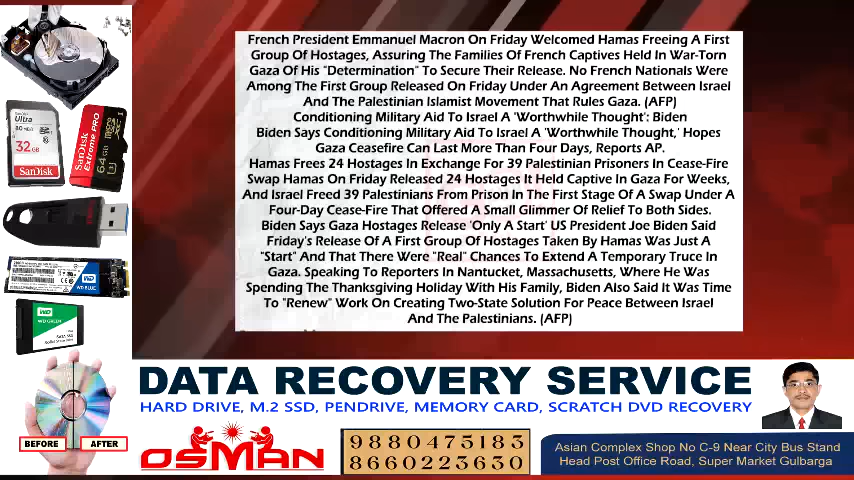 French President Emmanuel Macron On Friday Welcomed Hamas Freeing A First
Group Of Hostages, Assuring The Families Of French Captives Held In War-Torn
Gaza Of His "Determination" To Secure Their Release. No French Nationals Were
Among The First Group Released On Friday Under An Agreement Between Israel
And The Palestinian Islamist Movement That Rules Gaza. (AFP)
Conditioning Military Aid To Israel A 'Worthwhile Thought': Biden
Biden Says Conditioning Military Aid To Israel A 'Worthwhile Thought,' Hopes
Gaza Ceasefire Can Last More Than Four Days, Reports AP.
Hamas Frees 24 Hostages In Exchange For 39 Palestinian Prisoners In Cease-Fire
Swap Hamas On Friday Released 24 Hostages It Held Captive In Gaza For Weeks,
And Israel Freed 39 Palestinians From Prison In The First Stage Of A Swap Under A
Four-Day Cease-Fire That Offered A Small Glimmer Of Relief To Both Sides.
Biden Says Gaza Hostages Release 'Only A Start' US President Joe Biden Said
Friday's Release Of A First Group Of Hostages Taken By Hamas Was Just A
"Start" And That There Were "Real" Chances To Extend A Temporary Truce In
Gaza. Speaking To Reporters In Nantucket, Massachusetts, Where He Was
Spending The Thanksgiving Holiday With His Family, Biden Also Said It Was Time
To "Renew" Work On Creating Two-State Solution For Peace Between Israel
And The Palestinians. (AFP)
SanDisk
Ultra
80 MB/s
32 GB
SanDisk
SanDisk
Extreme PRO
64 GB
WD BLUE
WD
WD GREEN
SATA SSD
BEFORE
AFTER
DATA RECOVERY SERVICE
HARD DRIVE, M.2 SSD, PENDRIVE, MEMORY CARD, SCRATCH DVD RECOVERY
OSMAN
9880475183
8660223630
Asian Complex Shop No C-9 Near City Bus Stand
Head Post Office Road, Super Market Gulbarga